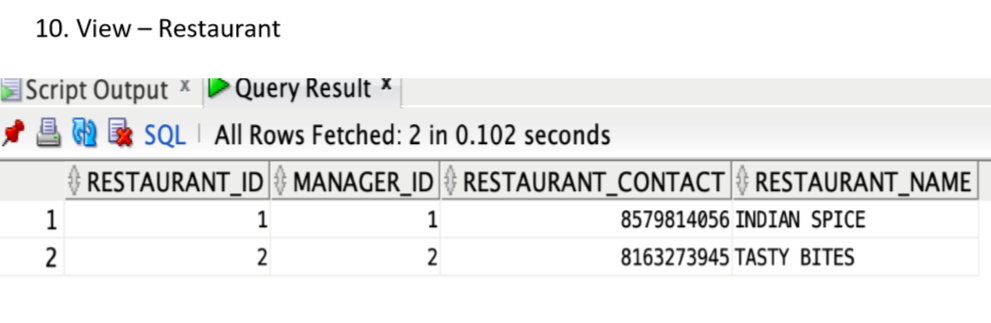 10. View – Restaurant
Script Output x Query Result x
SQL | All Rows Fetched: 2 in 0.102 seconds
RESTAURANT_ID MANAGER_ID RESTAURANT_CONTACT RESTAURANT_NAME
1 1 1 8579814056 INDIAN SPICE
2 2 2 8163273945 TASTY BITES